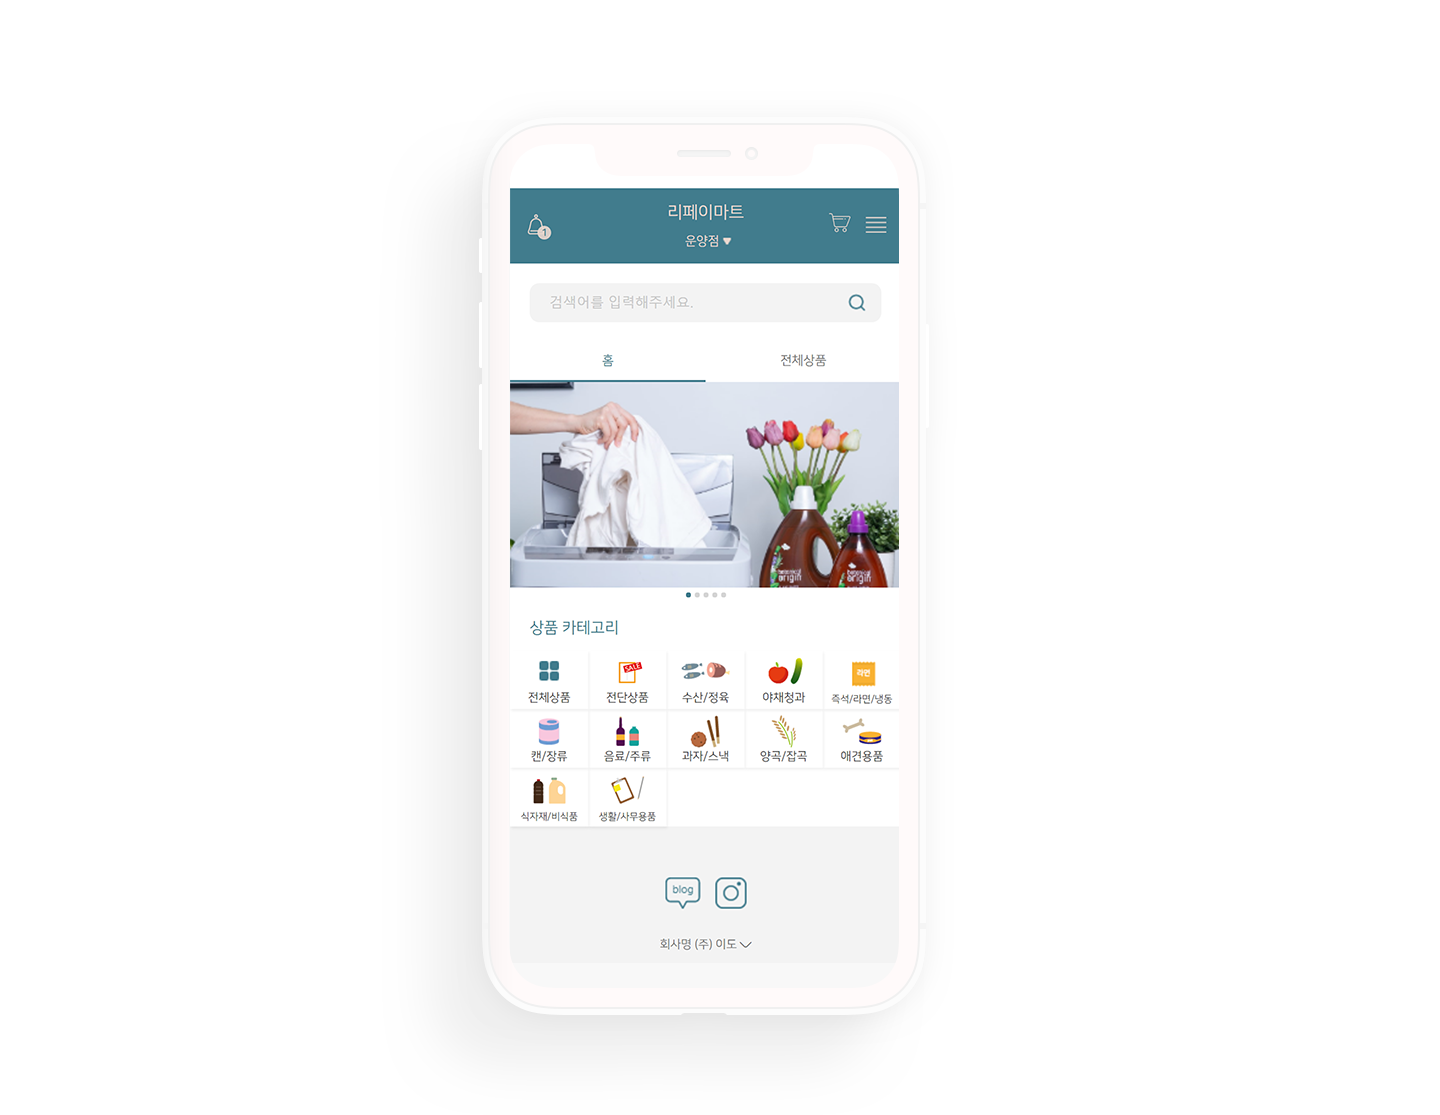 리페이마트
1
운양점
검색어를 입력해주세요.
홈
전체상품
botanical
origin
botanical
origin
상품 카테고리
전체상품
SALE
전단상품
수산/정육
야채청과
라면
즉석/라면/냉동
캔/장류
음료/주류
과자/스낵
양곡/잡곡
애견용품
식자재/비식품
생활/사무용품
blog
회사명 (주) 이도